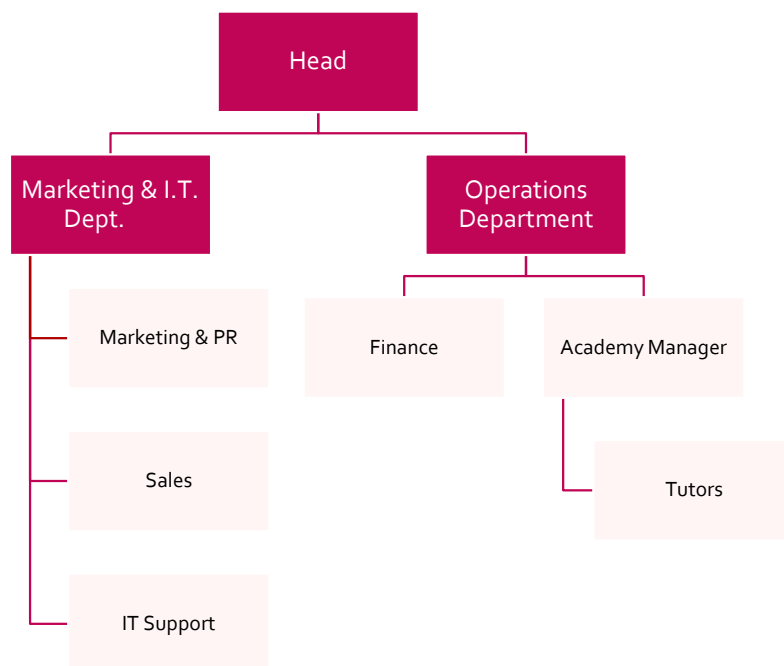 Head
Marketing & I.T.
Dept.
Operations
Department
Marketing & PR
Finance
Academy Manager
Sales
Tutors
IT Support